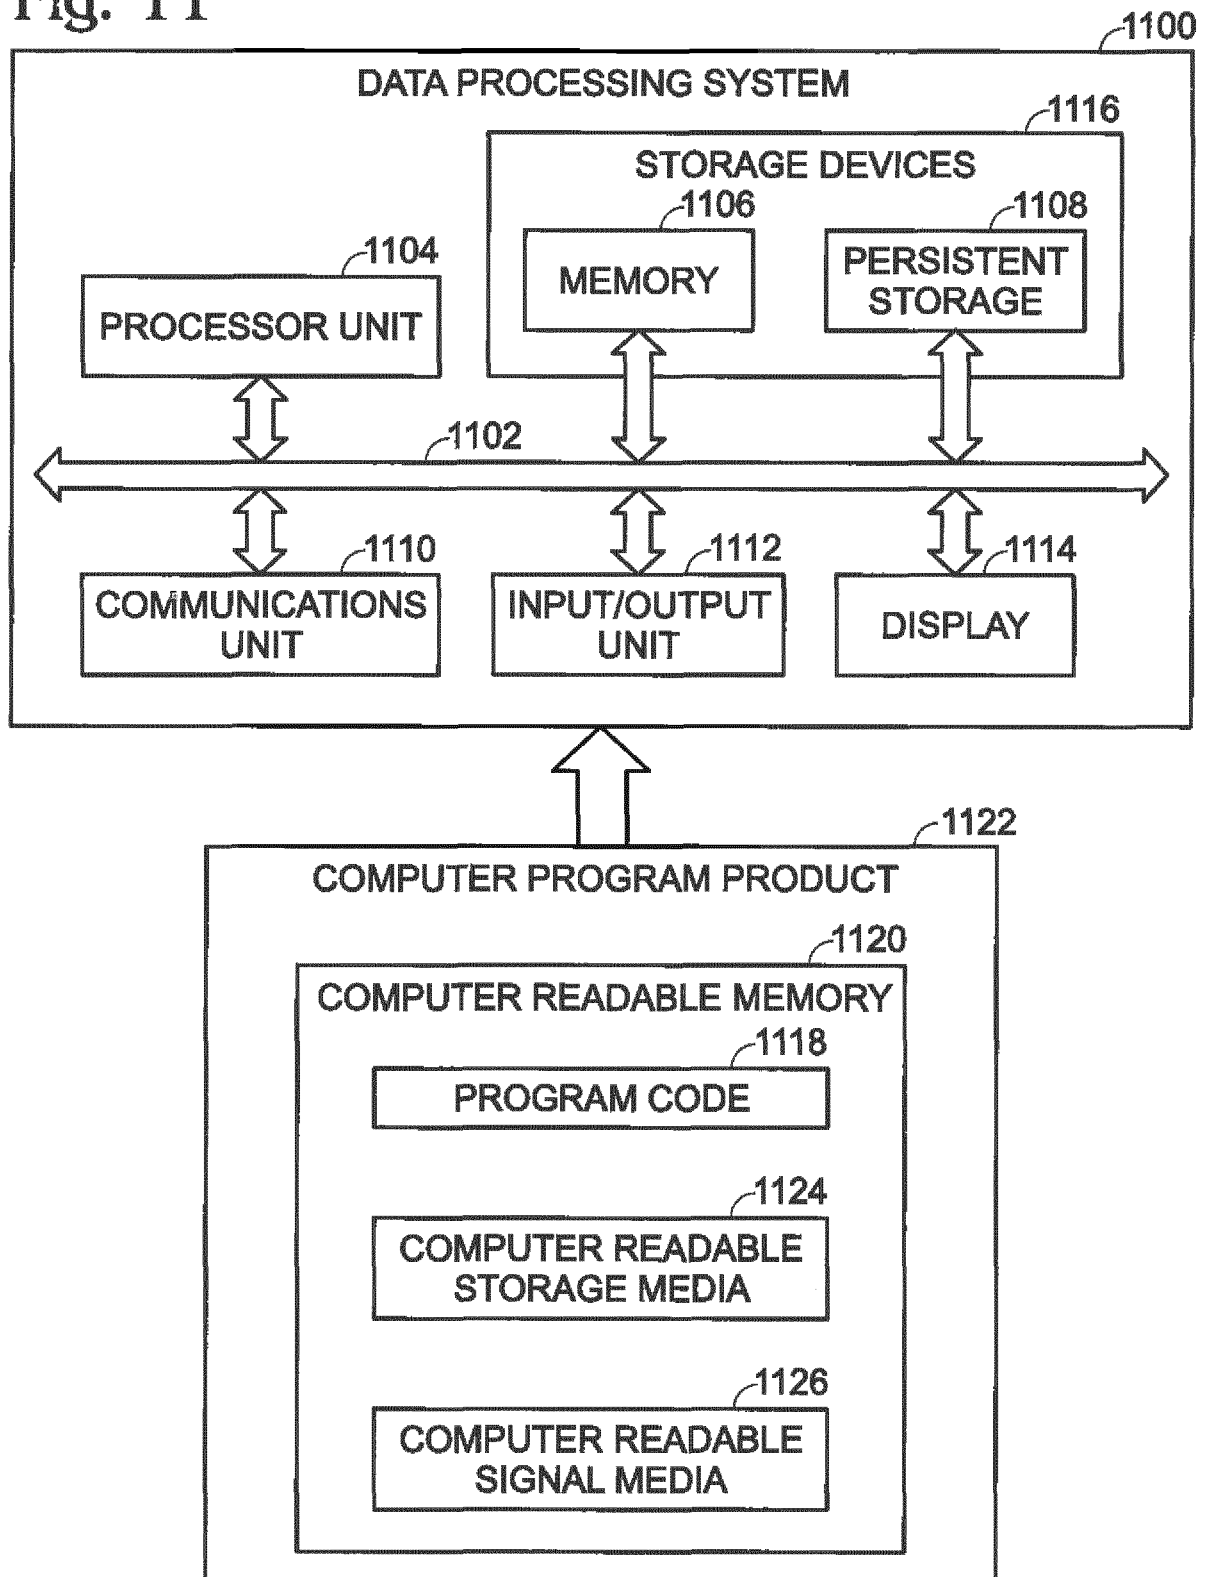 Fig. 11
1100
DATA PROCESSING SYSTEM
1116
STORAGE DEVICES
1106
1108
1104
MEMORY
PERSISTENT
STORAGE
PROCESSOR UNIT
1102
1110
1112
1114
COMMUNICATIONS
UNIT
INPUT/OUTPUT
UNIT
DISPLAY
1122
COMPUTER PROGRAM PRODUCT
1120
COMPUTER READABLE MEMORY
1118
PROGRAM CODE
1124
COMPUTER READABLE
STORAGE MEDIA
1126
COMPUTER READABLE
SIGNAL MEDIA